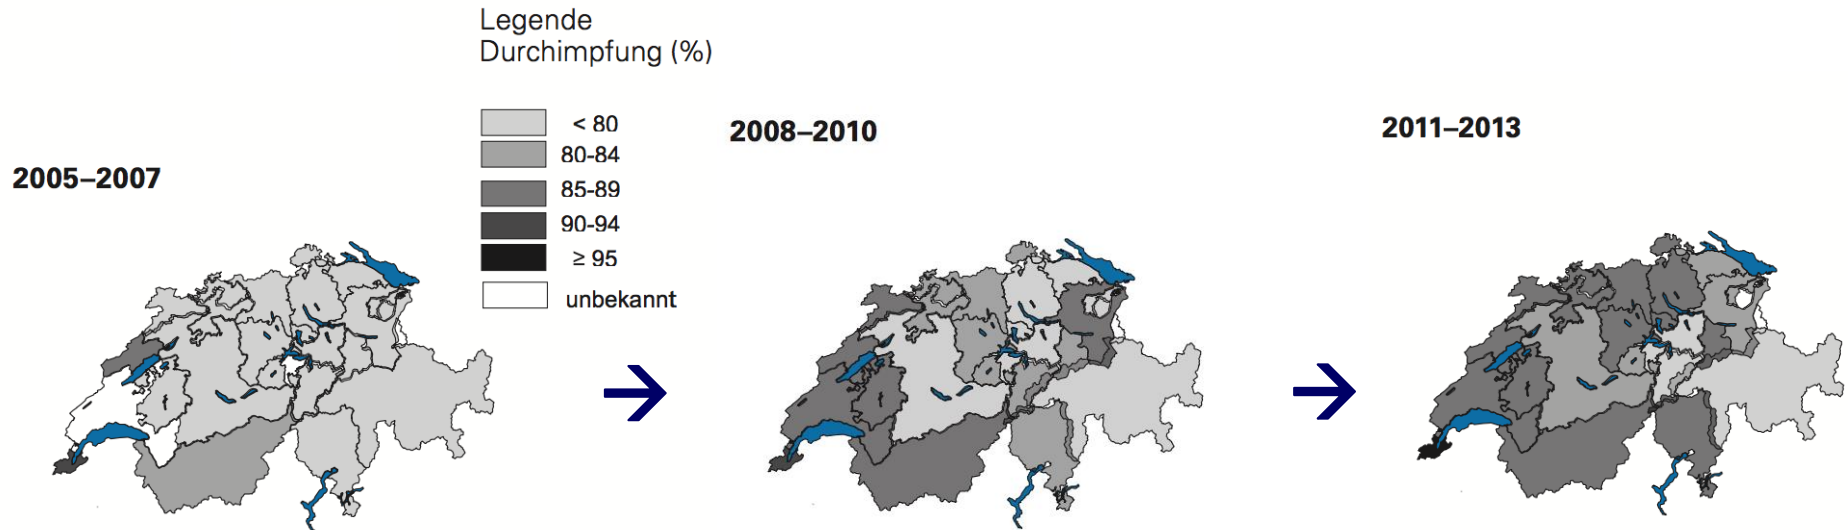 Legende
Durchimpfung (%)
< 80
80-84
85-89
90-94
≥ 95
unbekannt
2005–2007
2008–2010
2011–2013